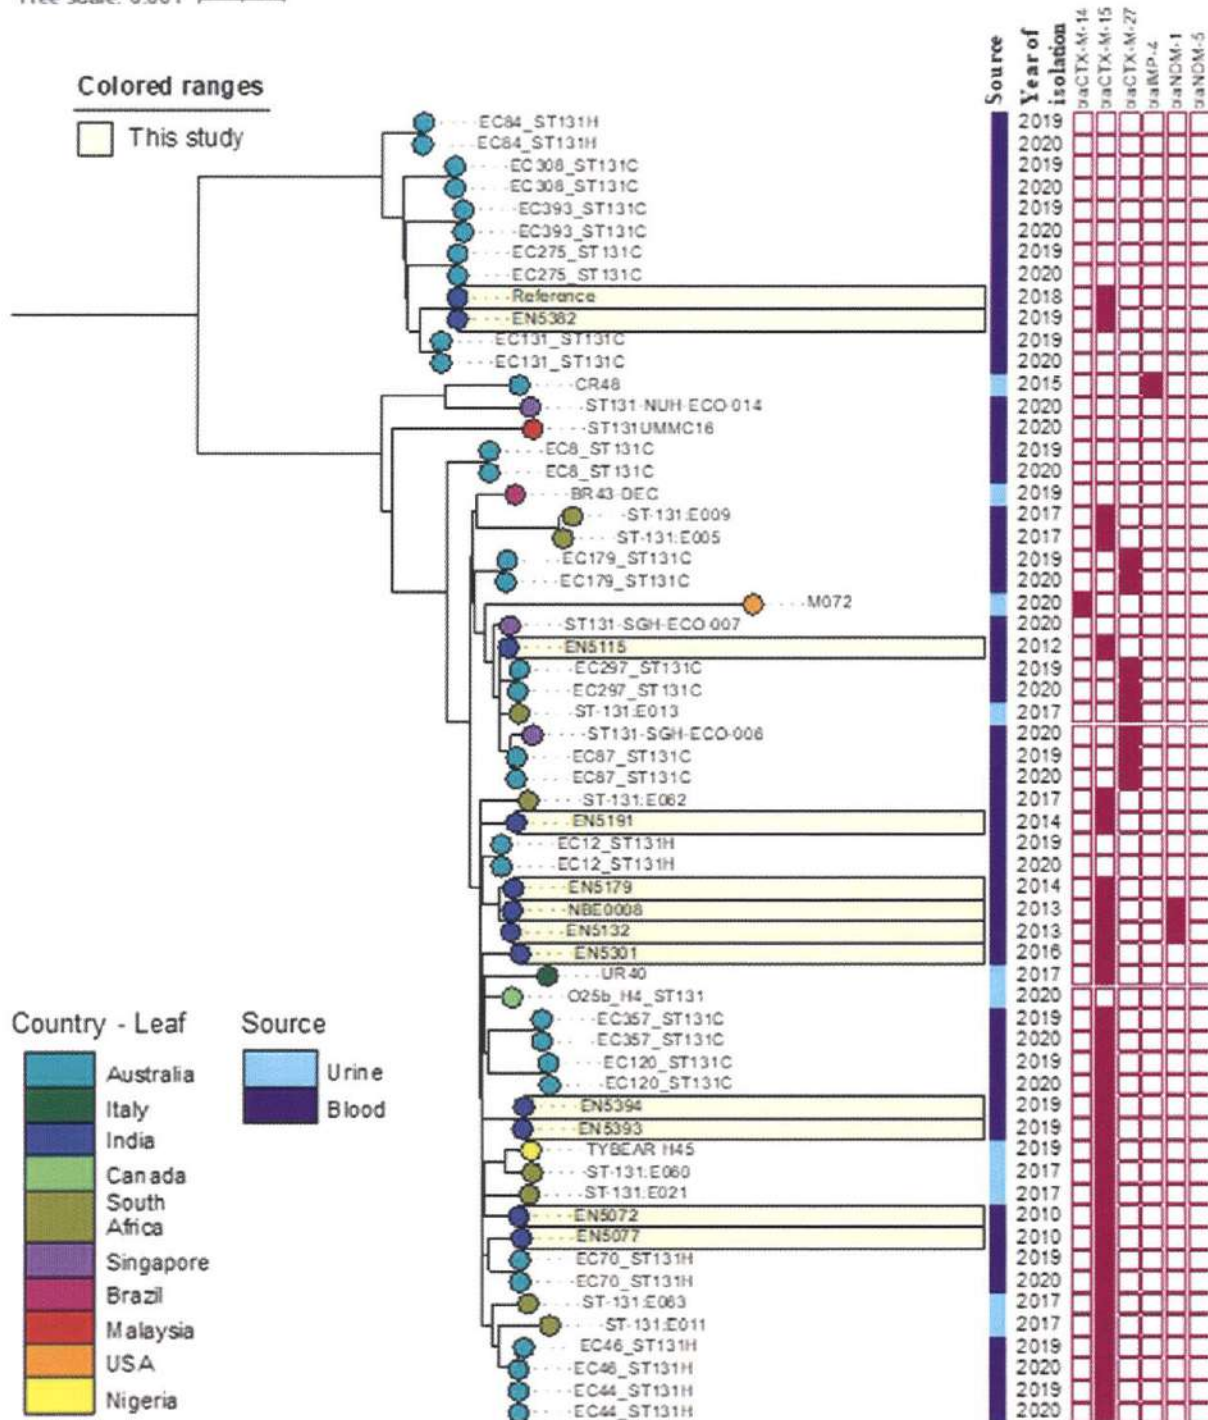 Tree scale: 0.001
Colored ranges
This study
Source
Year of isolation
blaCTX-M-14
blaCTX-M-15
blaCTX-M-27
blaIMP-4
blaNDM-1
blaNDM-5
EC84_ST131H 2019
EC84_ST131H 2020
EC308_ST131C 2019
EC308_ST131C 2020
EC393_ST131C 2019
EC393_ST131C 2020
EC275_ST131C 2019
EC275_ST131C 2020
Reference 2018
EN5382 2019
EC131_ST131C 2019
EC131_ST131C 2020
CR48 2015
ST131-NUH-ECO-014 2020
ST131UMMC16 2020
EC8_ST131C 2019
EC8_ST131C 2020
BR43-DEC 2019
ST-131:E009 2017
ST-131:E005 2017
EC179_ST131C 2019
EC179_ST131C 2020
M072 2020
ST131-SGH-ECO-007 2020
EN5115 2012
EC297_ST131C 2019
EC297_ST131C 2020
ST-131:E013 2017
ST131-SGH-ECO-006 2020
EC87_ST131C 2019
EC87_ST131C 2020
ST-131:E062 2017
EN5191 2014
EC12_ST131H 2019
EC12_ST131H 2020
EN5179 2014
NBE0008 2013
EN5132 2013
EN5301 2016
UR40 2017
O25b_H4_ST131 2020
EC357_ST131C 2019
EC357_ST131C 2020
EC120_ST131C 2019
EC120_ST131C 2020
EN5394 2019
EN5393 2019
TYBEAR H45 2019
ST-131:E060 2017
ST-131:E021 2017
EN5072 2010
EN5077 2010
EC70_ST131H 2019
EC70_ST131H 2020
ST-131:E063 2017
ST-131:E011 2017
EC46_ST131H 2019
EC46_ST131H 2020
EC44_ST131H 2019
EC44_ST131H 2020
Country - Leaf
Australia
Italy
India
Canada
South Africa
Singapore
Brazil
Malaysia
USA
Nigeria
Source
Urine
Blood